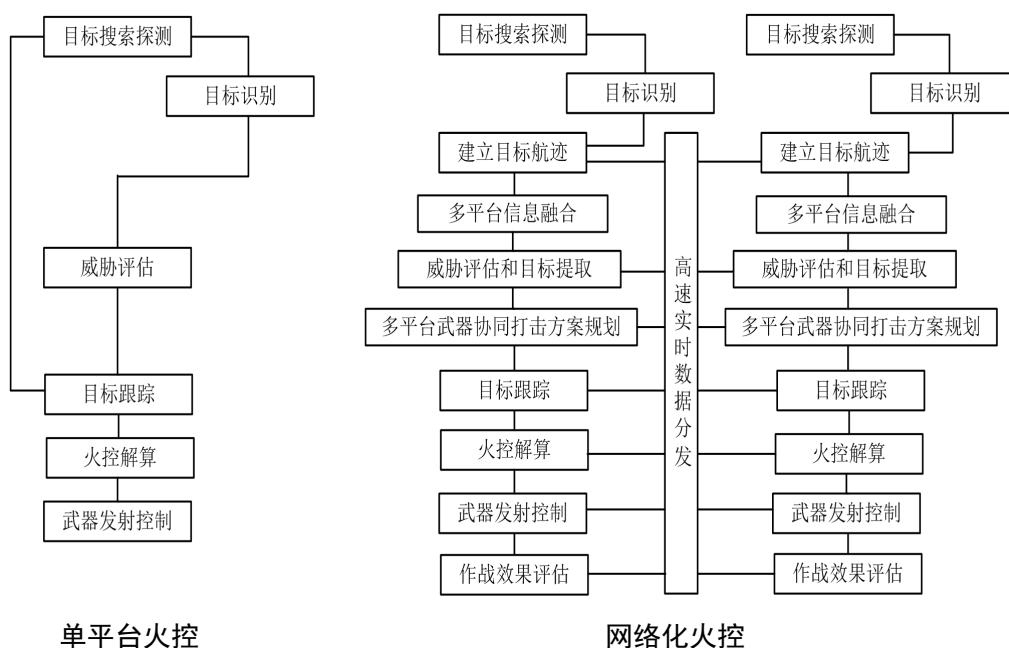 目标搜索探测
目标识别
威胁评估
目标跟踪
火控解算
武器发射控制
单平台火控
目标搜索探测
目标识别
建立目标航迹
多平台信息融合
威胁评估和目标提取
多平台武器协同打击方案规划
目标跟踪
火控解算
武器发射控制
作战效果评估
高速实时数据分发
目标搜索探测
目标识别
建立目标航迹
多平台信息融合
威胁评估和目标提取
多平台武器协同打击方案规划
目标跟踪
火控解算
武器发射控制
作战效果评估
网络化火控